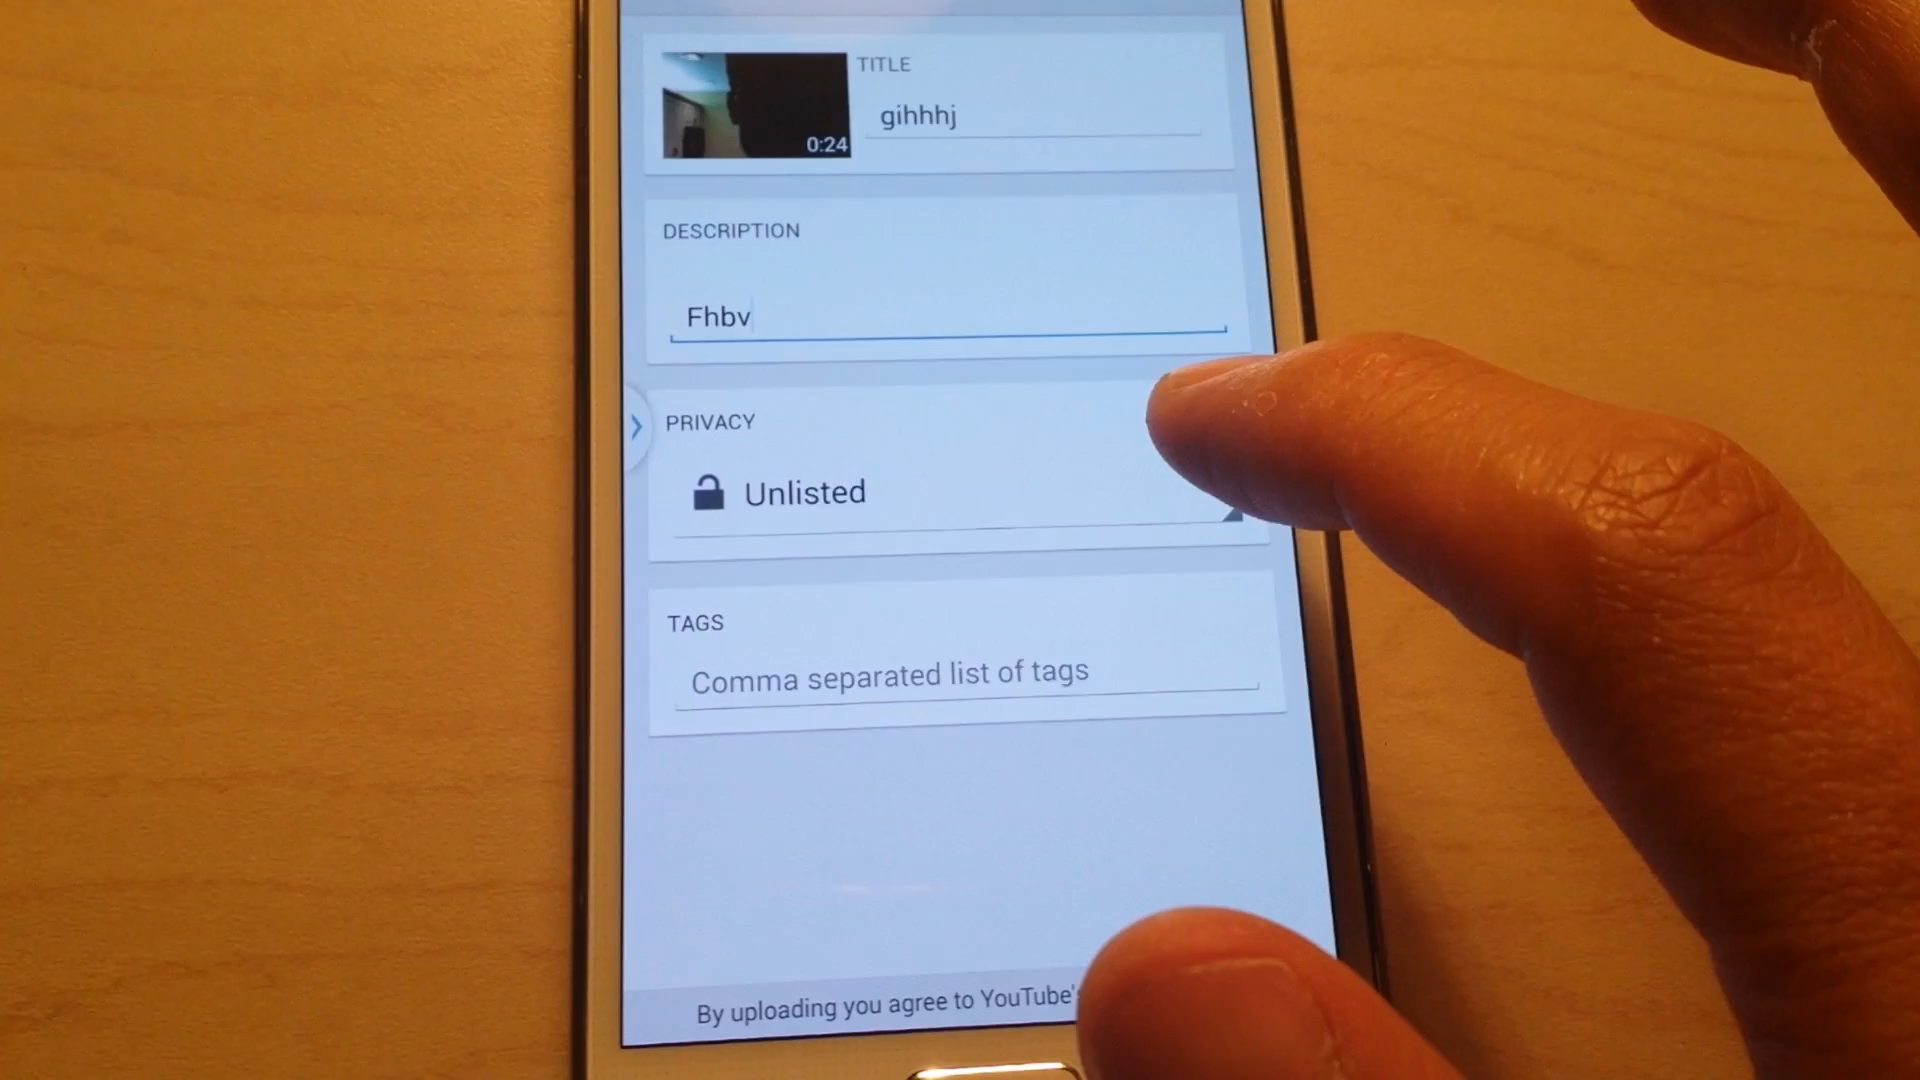 TITLE
gihhhj
0:24
DESCRIPTION
Fhbv
PRIVACY
Unlisted
TAGS
Comma separated list of tags
By uploading you agree to YouTube's